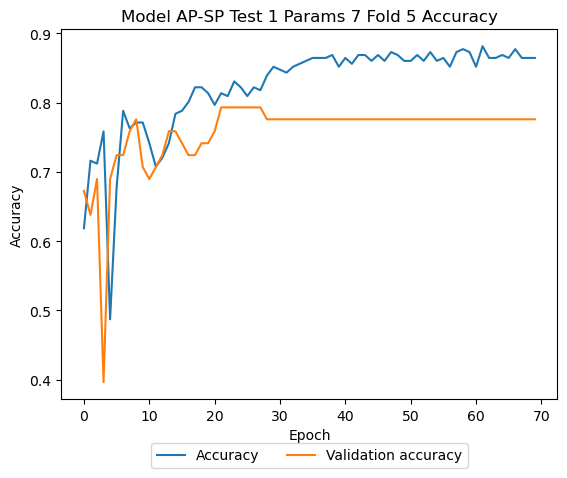 Model AP-SP Test 1 Params 7 Fold 5 Accuracy
0.9
0.8
0.7
0.6
0.5
0.4
Accuracy
0 10 20 30 40 50 60 70
Epoch
Accuracy Validation accuracy